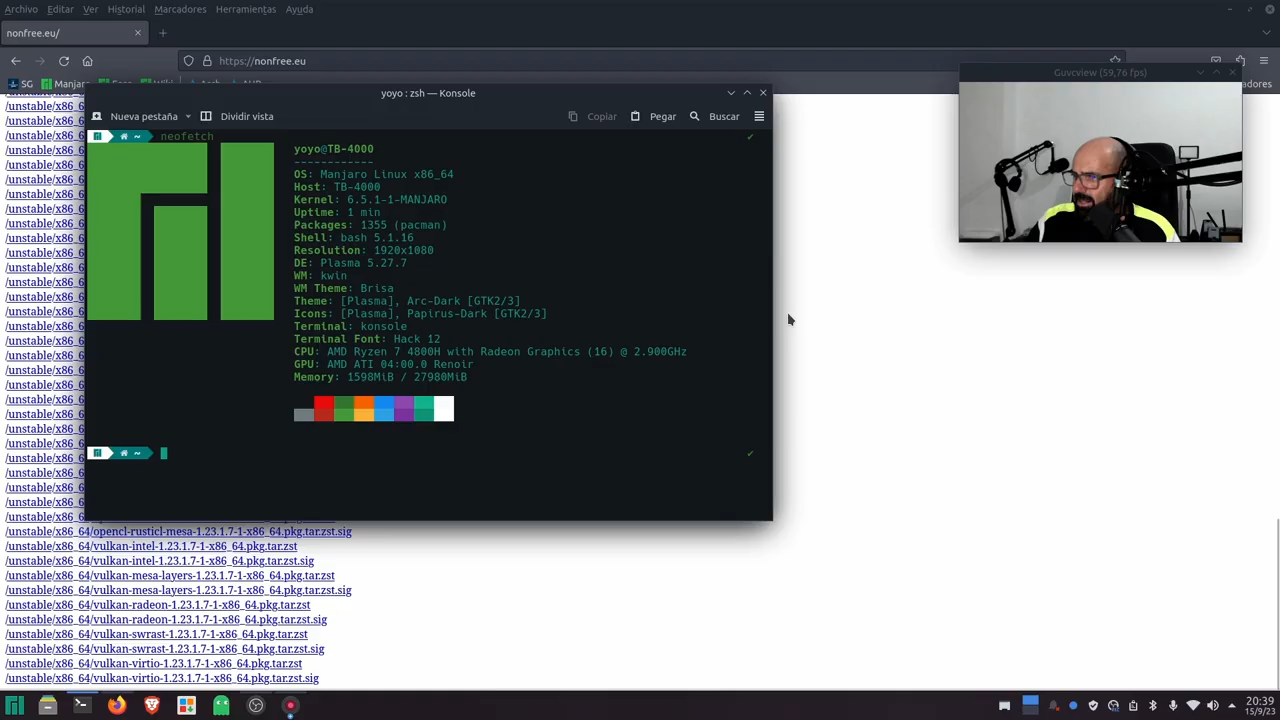 Archivo Editar Ver Historial Marcadores Herramientas Ayuda
nonfree.eu/
https://nonfree.eu
SG Manjar Wiki
adores
Guvcview (59,76 fps)
yoyo : zsh — Konsole
Nueva pestaña Dividir vista Copiar Pegar Buscar
~ neofetch
yoyo@TB-4000
------------
OS: Manjaro Linux x86_64
Host: TB-4000
Kernel: 6.5.1-1-MANJARO
Uptime: 1 min
Packages: 1355 (pacman)
Shell: bash 5.1.16
Resolution: 1920x1080
DE: Plasma 5.27.7
WM: kwin
WM Theme: Brisa
Theme: [Plasma], Arc-Dark [GTK2/3]
Icons: [Plasma], Papirus-Dark [GTK2/3]
Terminal: konsole
Terminal Font: Hack 12
CPU: AMD Ryzen 7 4800H with Radeon Graphics (16) @ 2.900GHz
GPU: AMD ATI 04:00.0 Renoir
Memory: 1598MiB / 27980MiB
~
/unstable/x86_64/opencl-rusticl-mesa-1.23.1.7-1-x86_64.pkg.tar.zst.sig
/unstable/x86_64/vulkan-intel-1.23.1.7-1-x86_64.pkg.tar.zst
/unstable/x86_64/vulkan-intel-1.23.1.7-1-x86_64.pkg.tar.zst.sig
/unstable/x86_64/vulkan-mesa-layers-1.23.1.7-1-x86_64.pkg.tar.zst
/unstable/x86_64/vulkan-mesa-layers-1.23.1.7-1-x86_64.pkg.tar.zst.sig
/unstable/x86_64/vulkan-radeon-1.23.1.7-1-x86_64.pkg.tar.zst
/unstable/x86_64/vulkan-radeon-1.23.1.7-1-x86_64.pkg.tar.zst.sig
/unstable/x86_64/vulkan-swrast-1.23.1.7-1-x86_64.pkg.tar.zst
/unstable/x86_64/vulkan-swrast-1.23.1.7-1-x86_64.pkg.tar.zst.sig
/unstable/x86_64/vulkan-virtio-1.23.1.7-1-x86_64.pkg.tar.zst
/unstable/x86_64/vulkan-virtio-1.23.1.7-1-x86_64.pkg.tar.zst.sig
20:39
15/9/23